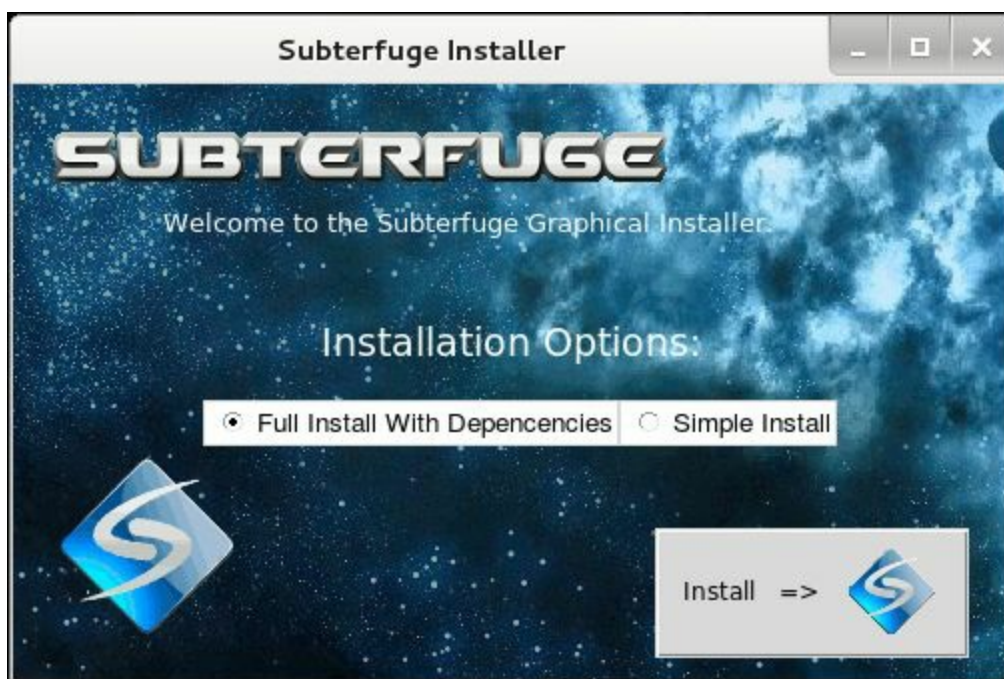 Subterfuge Installer
SUBTERFUGE
Welcome to the Subterfuge Graphical Installer.
Installation Options:
Full Install With Depencencies Simple Install
Install =>